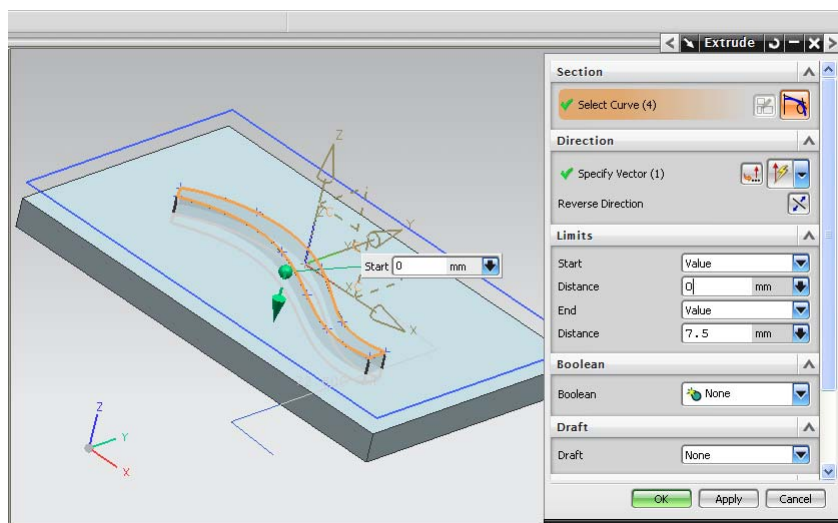 Extrude
Section
Select Curve (4)
Direction
Specify Vector (1)
Reverse Direction
Limits
Start Value
Distance 0 mm
End Value
Distance 7.5 mm
Boolean
Boolean None
Draft
Draft None
OK Apply Cancel
Z
Y
X
Start 0 mm
Z
Y
X